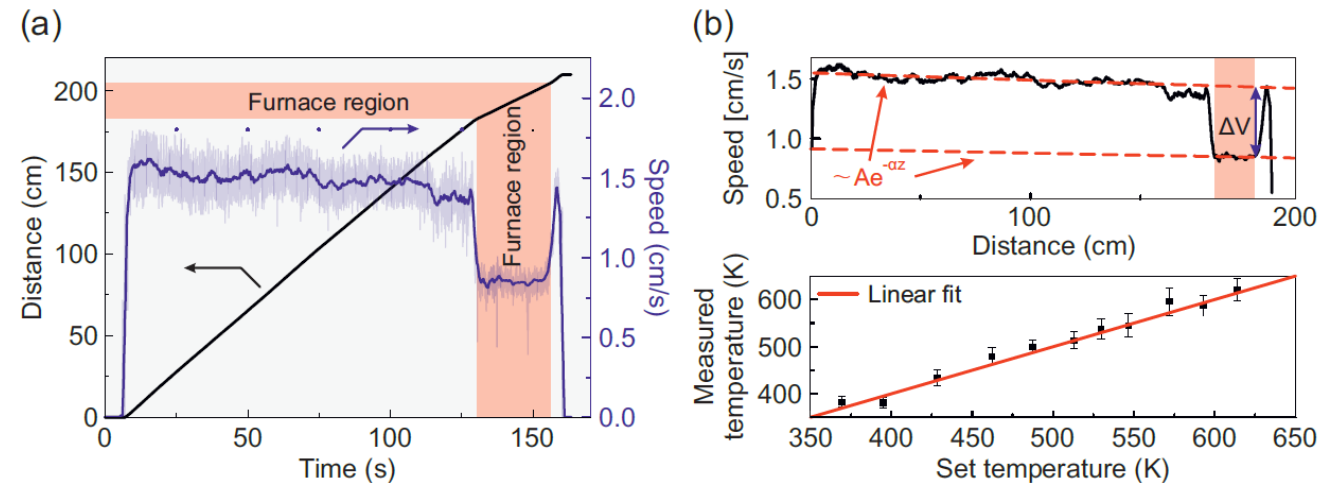 (a)
Distance (cm)
200
150
100
50
0
Furnace region
Furnace region
2.0
1.5
1.0
0.5
0.0
Speed (cm/s)
0
50
100
150
Time (s)
(b)
Speed [cm/s]
1.5
1.0
0.5
ΔV
~ Ae^-αz
0
100
200
Distance (cm)
Measured
temperature (K)
600
500
400
Linear fit
350
400
450
500
550
600
650
Set temperature (K)